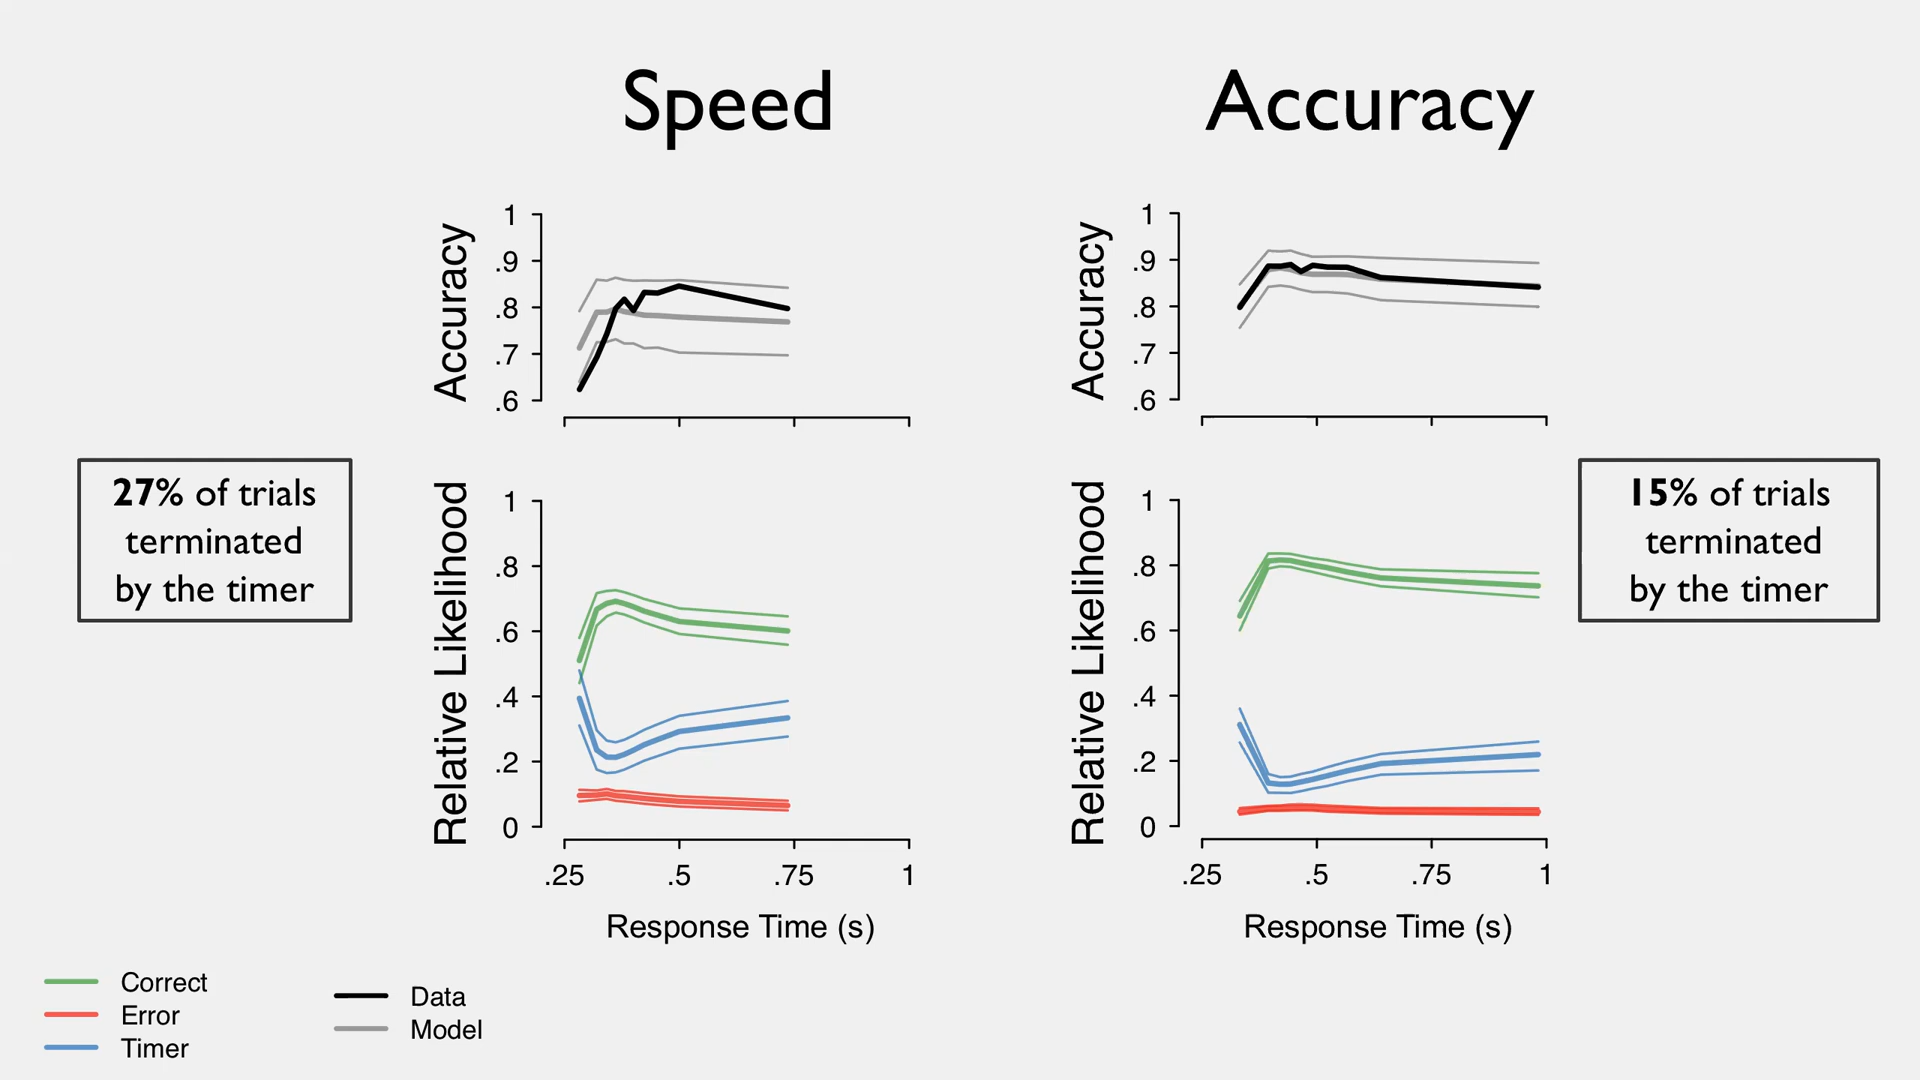 Speed
Accuracy
Accuracy
1
.9
.8
.7
.6
Accuracy
1
.9
.8
.7
.6
27% of trials
terminated
by the timer
Relative Likelihood
1
.8
.6
.4
.2
0
.25
.5
.75
1
Response Time (s)
Relative Likelihood
1
.8
.6
.4
.2
0
.25
.5
.75
1
Response Time (s)
15% of trials
terminated
by the timer
Correct
Error
Timer
Data
Model